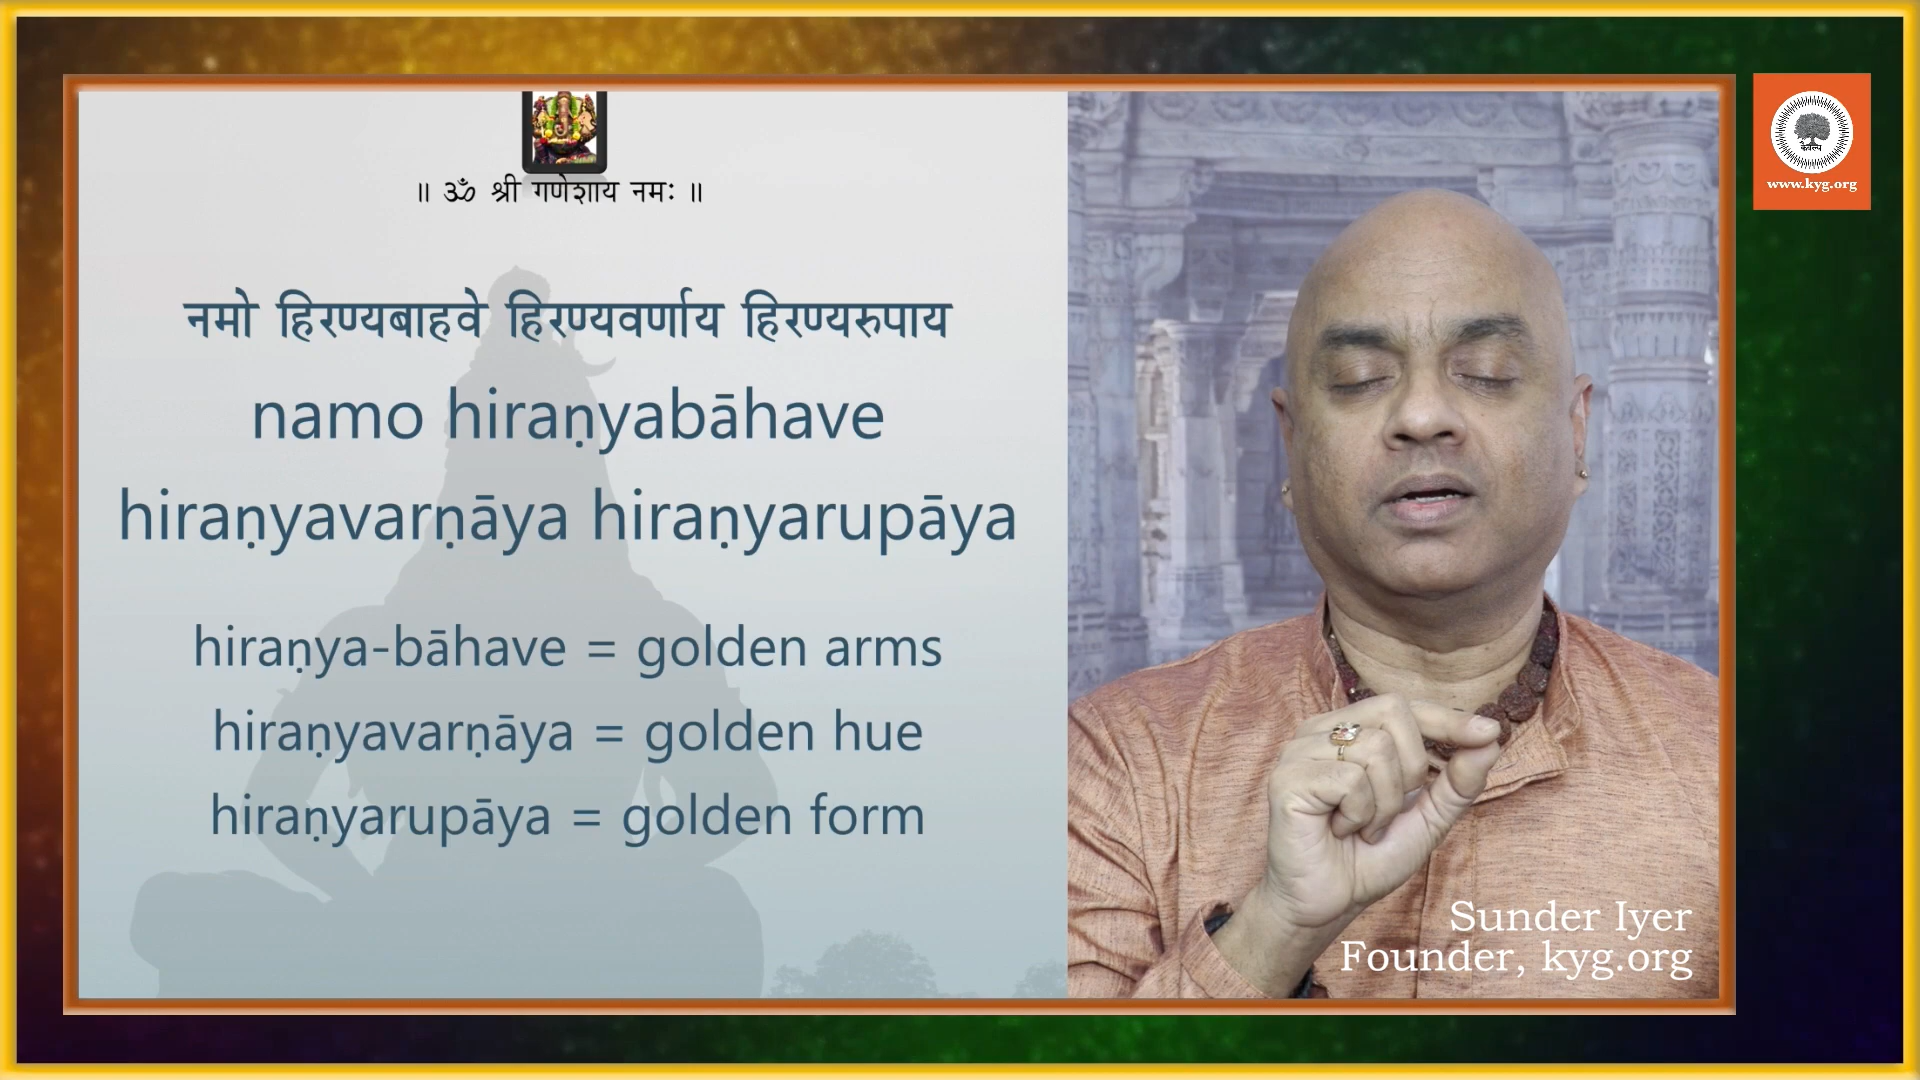 ॥ ॐ श्री गणेशाय नमः ॥
नमो हिरण्यबाहवे हिरण्यवर्णाय हिरण्यरुपाय
namo hiraṇyabāhave
hiraṇyavarṇāya hiraṇyarupāya
hiraṇya-bāhave = golden arms
hiraṇyavarṇāya = golden hue
hiraṇyarupāya = golden form
कैवल्य
www.kyg.org
Sunder Iyer
Founder, kyg.org